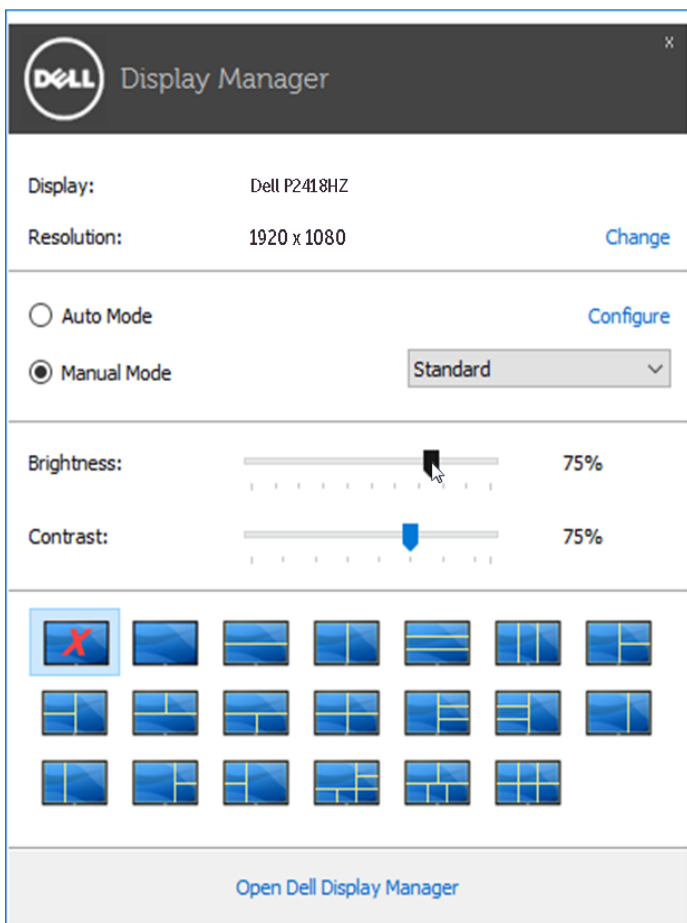 DELL Display Manager x
Display: Dell P2418HZ
Resolution: 1920 x 1080 Change
Auto Mode Configure
Manual Mode Standard
Brightness: 75%
Contrast: 75%
X
Open Dell Display Manager